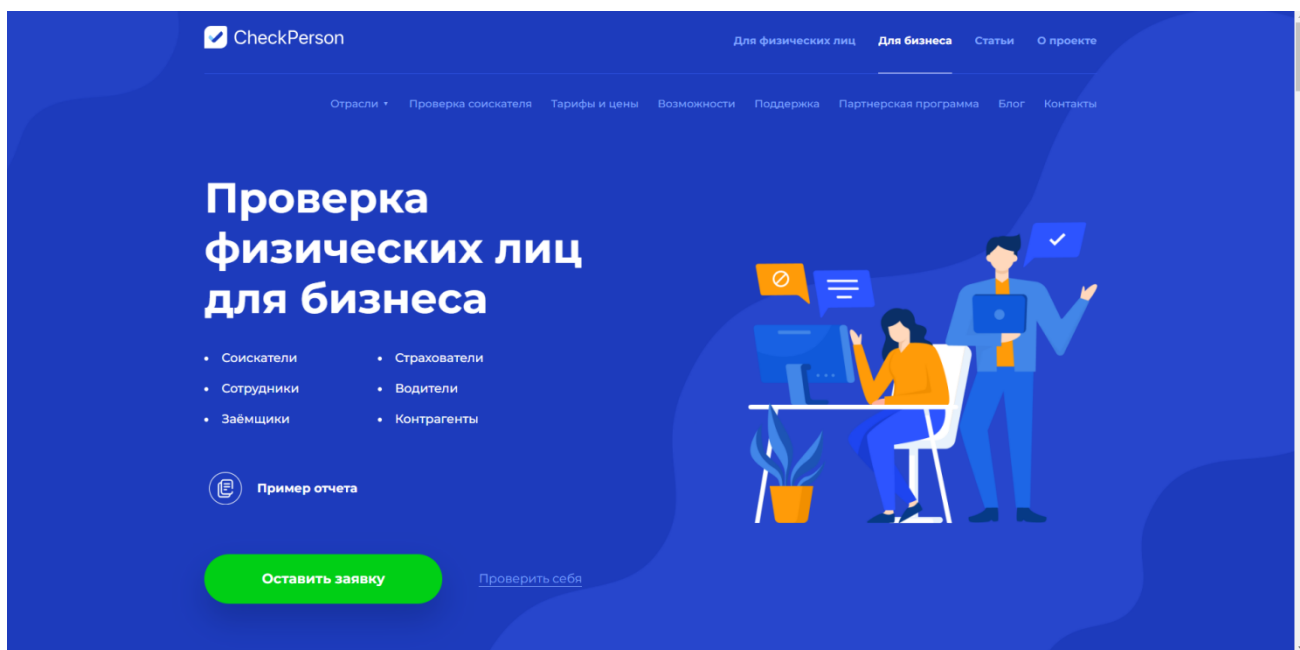 CheckPerson
Для физических лиц Для бизнеса Статьи О проекте
Отрасли Проверка соискателя Тарифы и цены Возможности Поддержка Партнерская программа Блог Контакты
Проверка
физических лиц
для бизнеса
Соискатели Страхователи
Сотрудники Водители
Заёмщики Контрагенты
Пример отчета
Оставить заявку Проверить себя